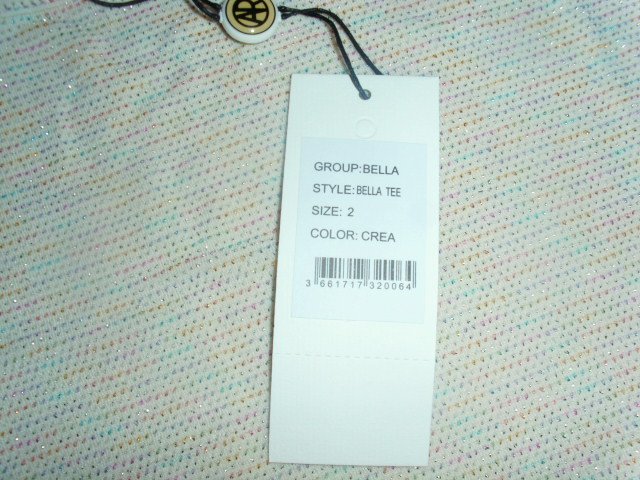 GROUP:BELLA
STYLE:BELLA TEE
SIZE: 2
COLOR: CREA
3 661717 320064